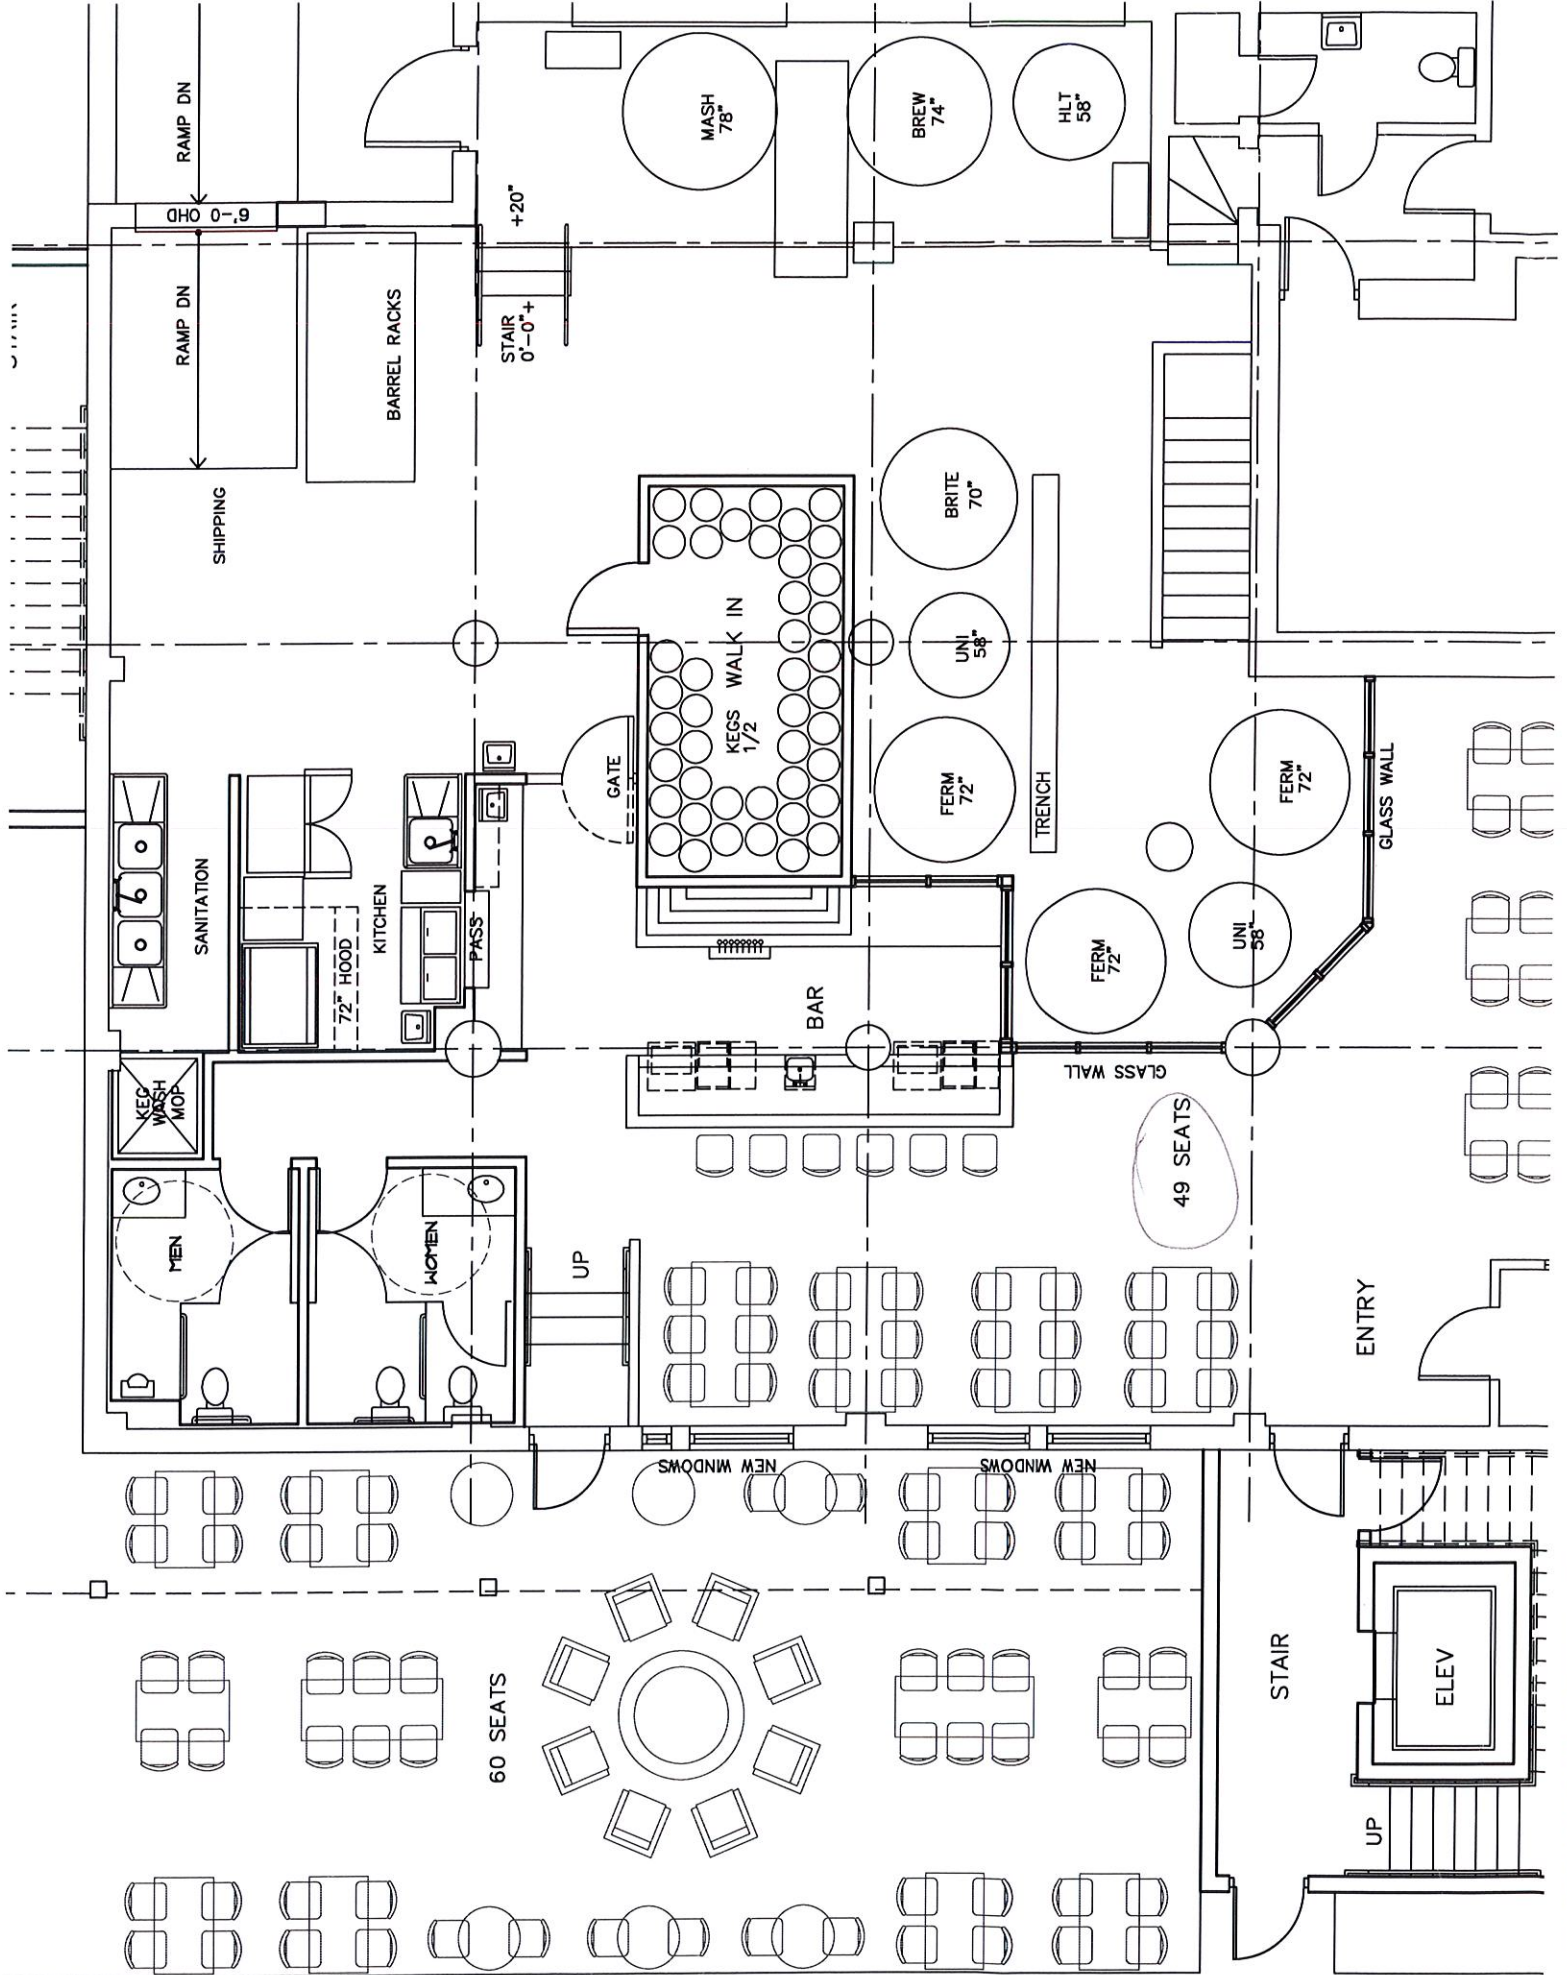 RAMP DN
6'-0 OHD
+20"
MASH
78"
BREW
74"
HLT
58"
RAMP DN
BARREL RACKS
STAIR
0'-0"+
SHIPPING
BRITE
70"
WALK IN
KEGS
1/2
UNI
58"
GATE
FERM
72"
TRENCH
FERM
72"
GLASS WALL
SANITATION
KITCHEN
72" HOOD
PASS
BAR
FERM
72"
UNI
58"
GLASS WALL
KEG
WASH
MOP
49 SEATS
MEN
WOMEN
UP
ENTRY
NEW WINDOWS
NEW WINDOWS
60 SEATS
STAIR
ELEV
UP